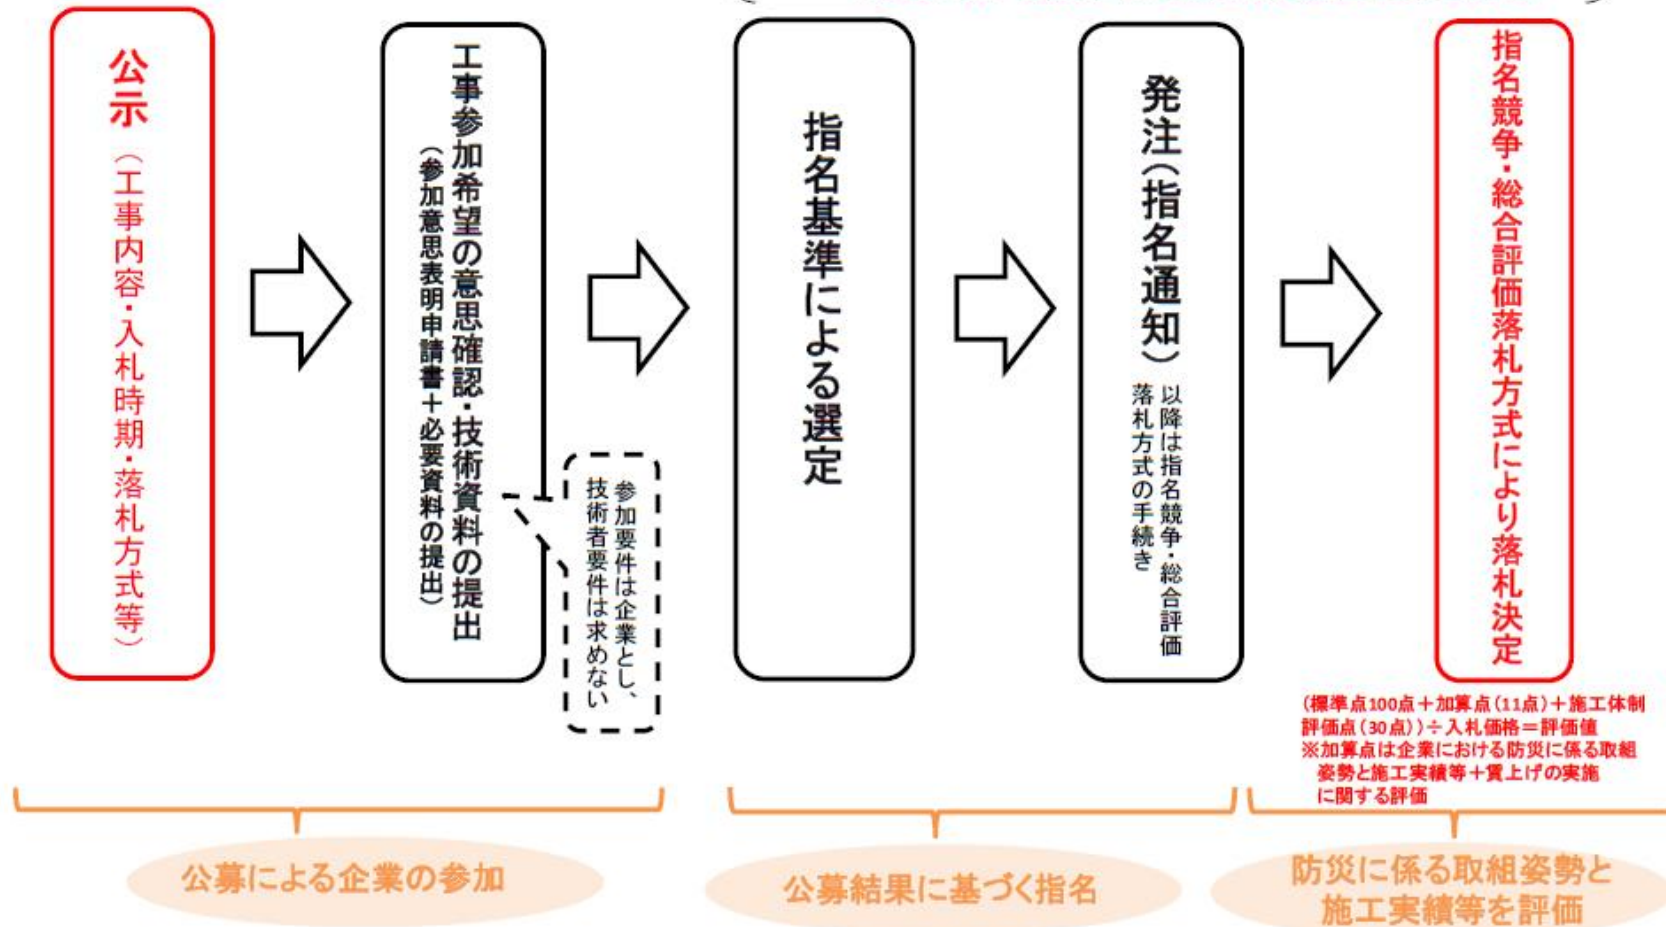 公示（工事内容・入札時期・落札方式等）
工事参加希望の意思確認・技術資料の提出
（参加意思表明申請書＋必要資料の提出）
参加要件は企業とし、
技術者要件は求めない
指名基準による選定
発注（指名通知）
以降は指名競争・総合評価
落札方式の手続き
指名競争・総合評価落札方式により落札決定
（標準点100点＋加算点（11点）＋施工体制
評価点（30点））÷入札価格＝評価値
※加算点は企業における防災に係る取組
姿勢と施工実績等＋賃上げの実施
に関する評価
公募による企業の参加
公募結果に基づく指名
防災に係る取組姿勢と
施工実績等を評価